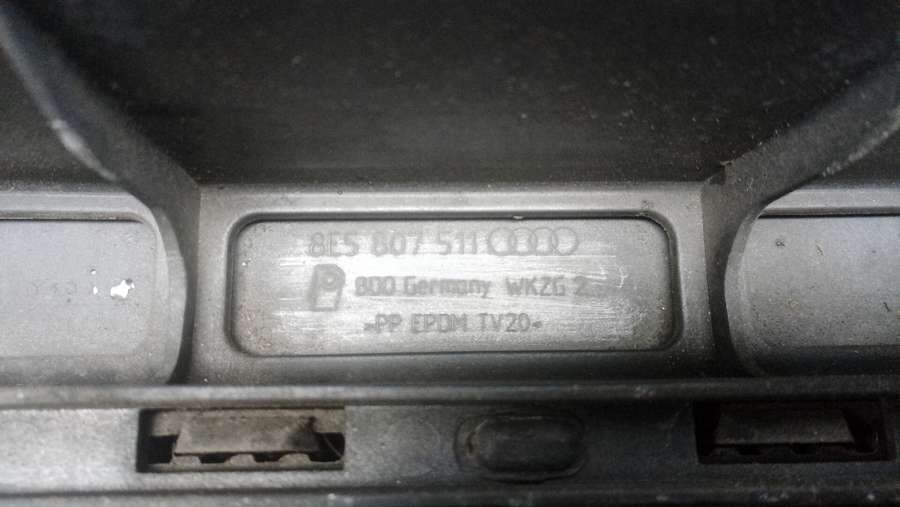 8E5 807 511
800 Germany WKZG 2
>PP EPDM TV20<